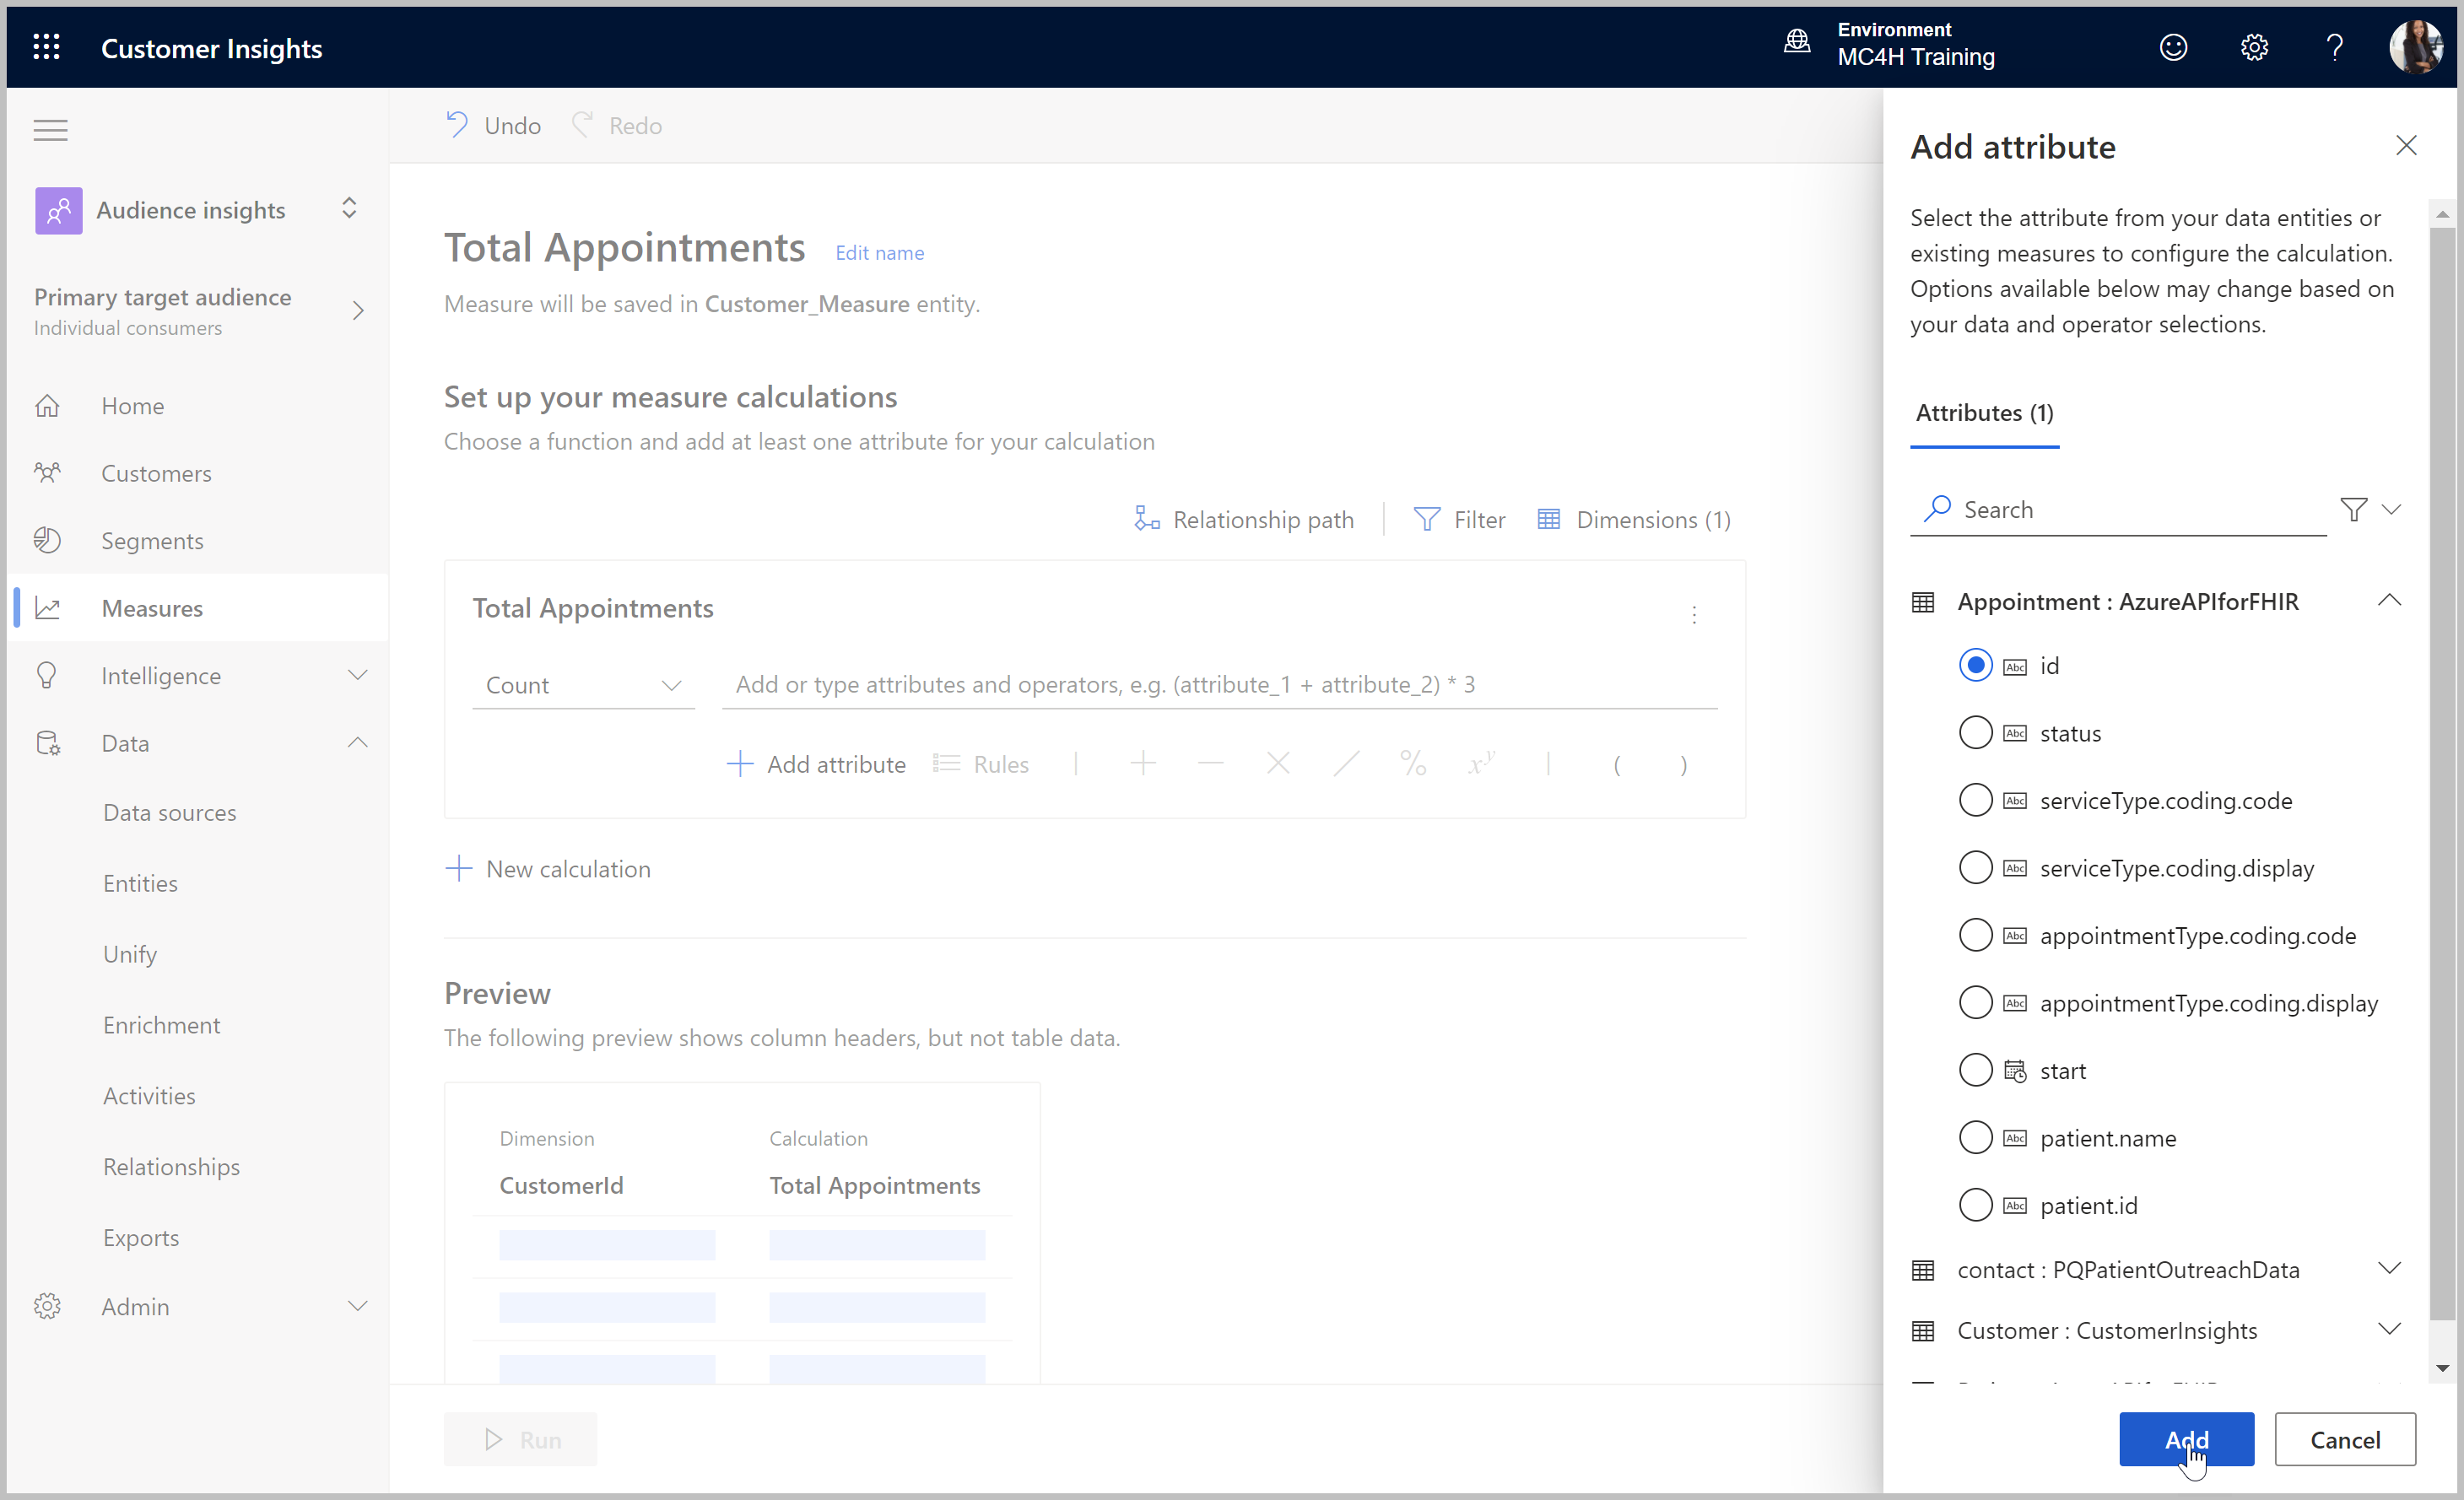 Customer Insights
Environment
MC4H Training
Audience insights
Primary target audience
Individual consumers
Home
Customers
Segments
Measures
Intelligence
Data
Data sources
Entities
Unify
Enrichment
Activities
Relationships
Exports
Admin
Undo
Redo
Total Appointments
Edit name
Measure will be saved in Customer_Measure entity.
Set up your measure calculations
Choose a function and add at least one attribute for your calculation
Relationship path
Filter
Dimensions (1)
Total Appointments
Count
Add or type attributes and operators, e.g. (attribute_1 + attribute_2) * 3
Add attribute
Rules
%
x^y
( )
New calculation
Preview
The following preview shows column headers, but not table data.
Dimension
Calculation
CustomerId
Total Appointments
Run
Add attribute
Select the attribute from your data entities or
existing measures to configure the calculation.
Options available below may change based on
your data and operator selections.
Attributes (1)
Search
Appointment : AzureAPIforFHIR
Abc id
Abc status
Abc serviceType.coding.code
Abc serviceType.coding.display
Abc appointmentType.coding.code
Abc appointmentType.coding.display
start
Abc patient.name
Abc patient.id
contact : PQPatientOutreachData
Customer : CustomerInsights
Add
Cancel